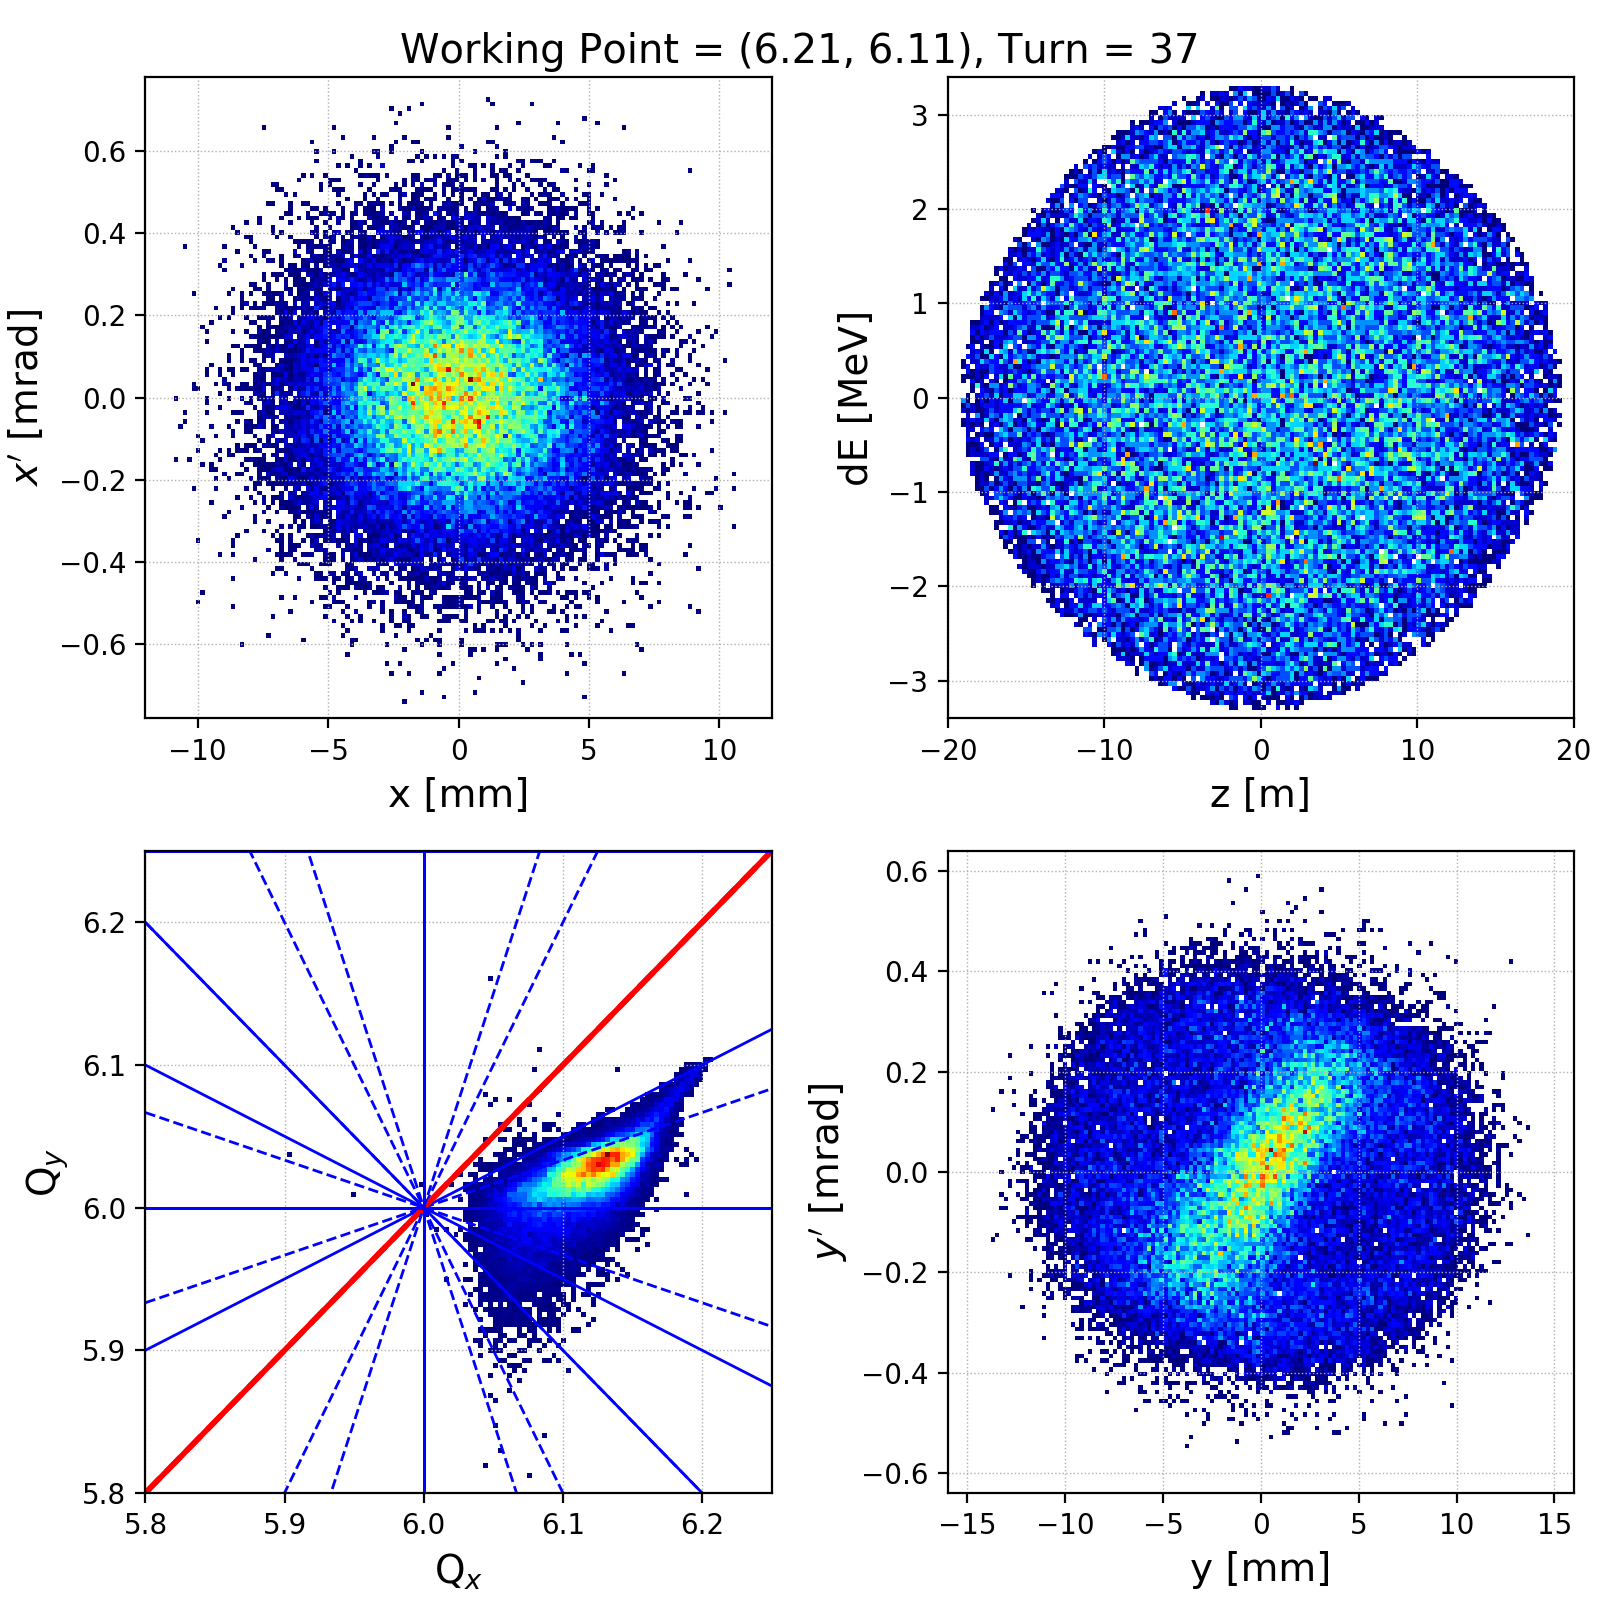 Working Point = (6.21, 6.11), Turn = 37
0.6
0.4
0.2
0.0
−0.2
−0.4
−0.6
x′ [mrad]
−10 −5 0 5 10
x [mm]
3
2
1
0
−1
−2
−3
dE [MeV]
−20 −10 0 10 20
z [m]
6.2
6.1
6.0
5.9
5.8
Qy
5.8 5.9 6.0 6.1 6.2
Qx
0.6
0.4
0.2
0.0
−0.2
−0.4
−0.6
y′ [mrad]
−15 −10 −5 0 5 10 15
y [mm]